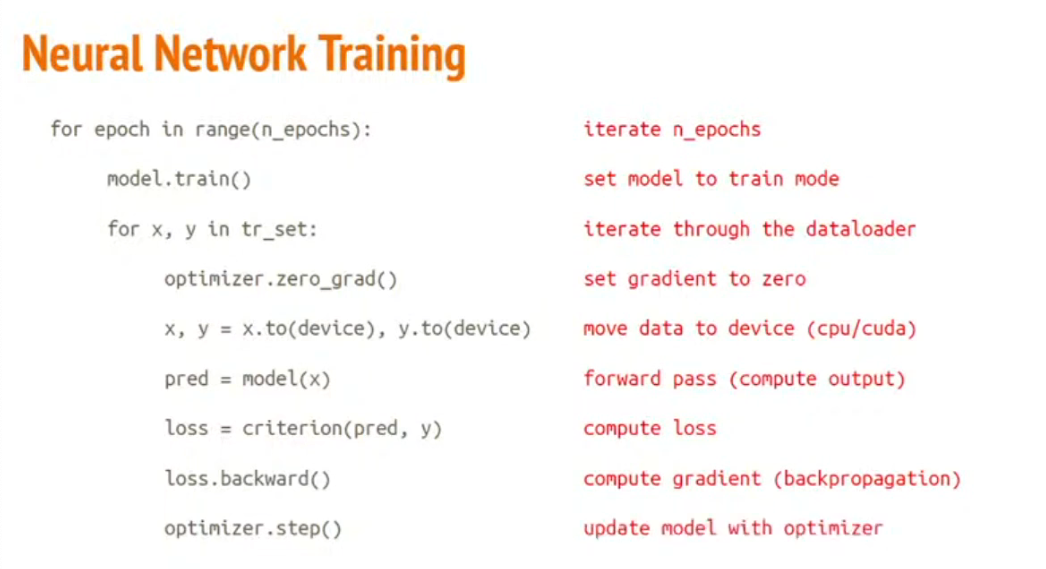 Neural Network Training
for epoch in range(n_epochs): iterate n_epochs
model.train() set model to train mode
for x, y in tr_set: iterate through the dataloader
optimizer.zero_grad() set gradient to zero
x, y = x.to(device), y.to(device) move data to device (cpu/cuda)
pred = model(x) forward pass (compute output)
loss = criterion(pred, y) compute loss
loss.backward() compute gradient (backpropagation)
optimizer.step() update model with optimizer